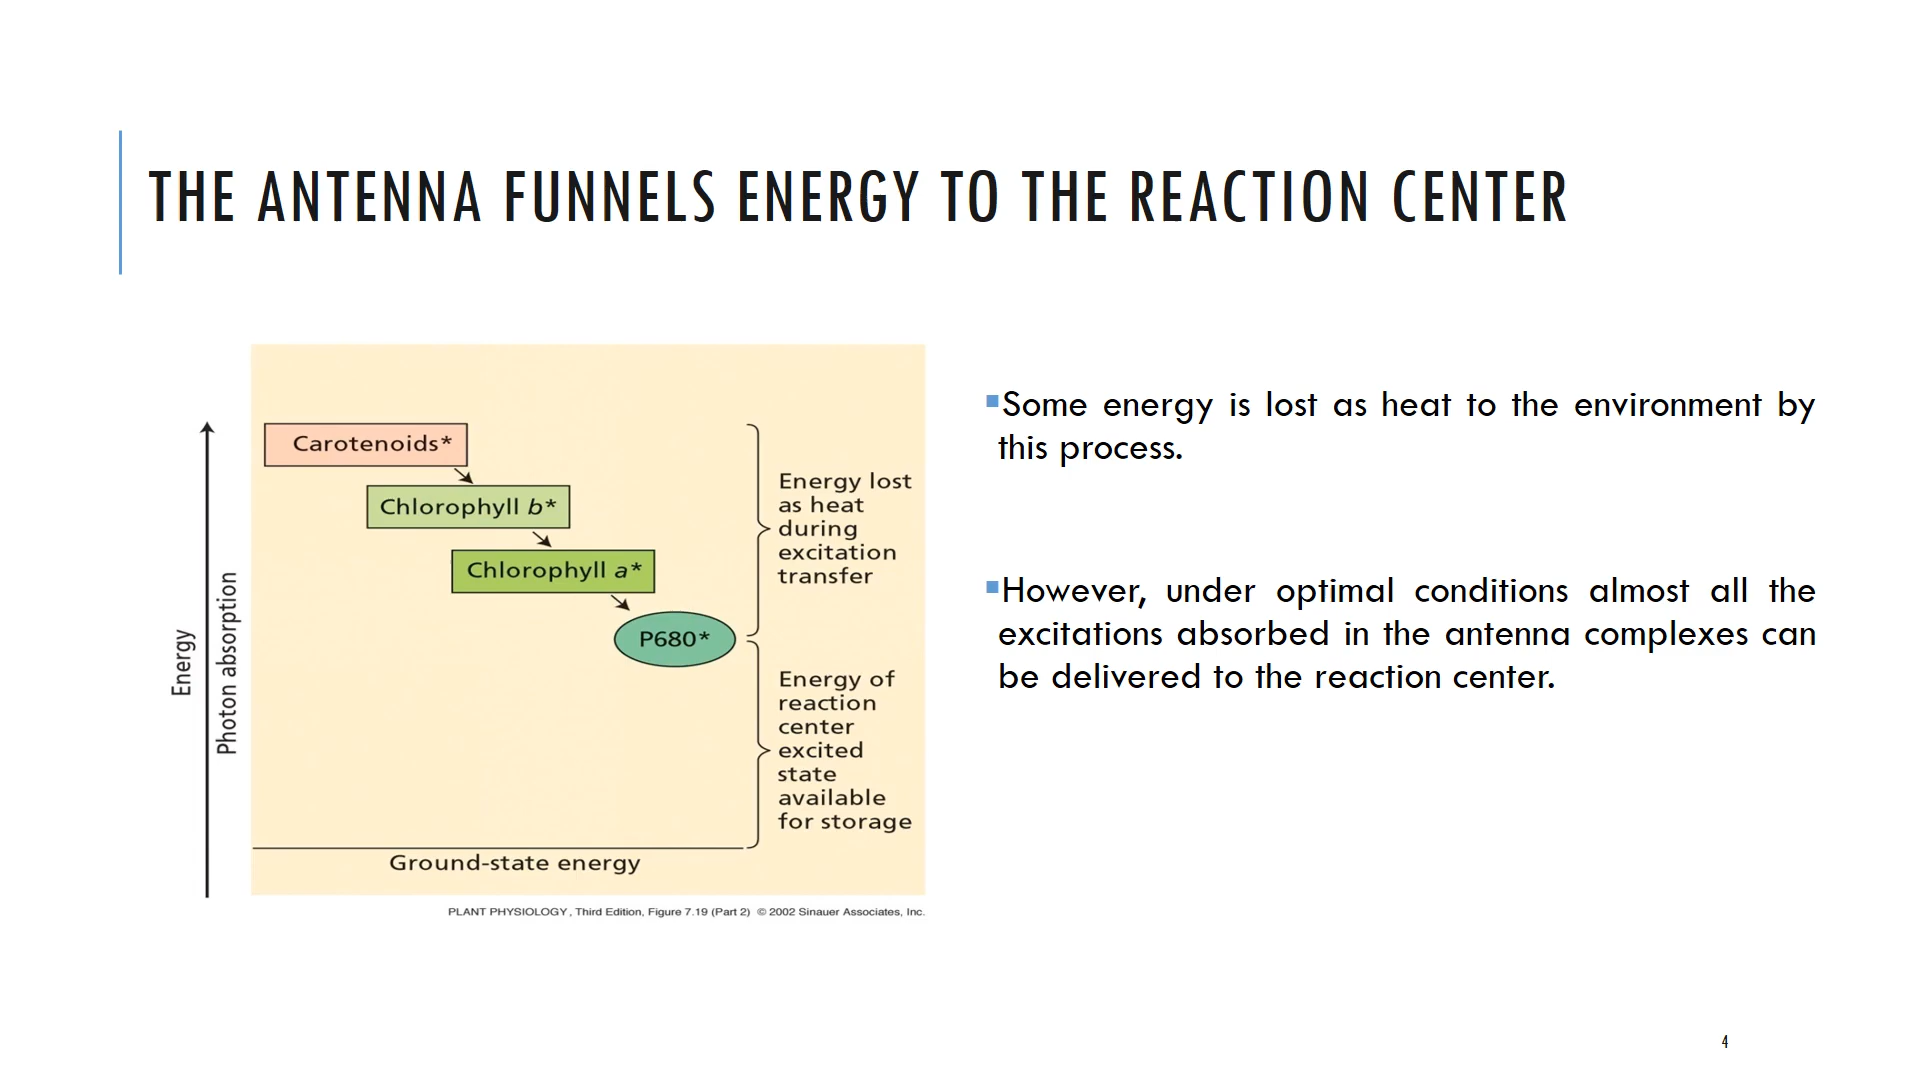 THE ANTENNA FUNNELS ENERGY TO THE REACTION CENTER
Energy
Photon absorption
Carotenoids*
Chlorophyll b*
Chlorophyll a*
P680*
Energy lost
as heat
during
excitation
transfer
Energy of
reaction
center
excited
state
available
for storage
Ground-state energy
PLANT PHYSIOLOGY, Third Edition, Figure 7.19 (Part 2) © 2002 Sinauer Associates, Inc.
▪Some energy is lost as heat to the environment by
this process.
▪However, under optimal conditions almost all the
excitations absorbed in the antenna complexes can
be delivered to the reaction center.
4